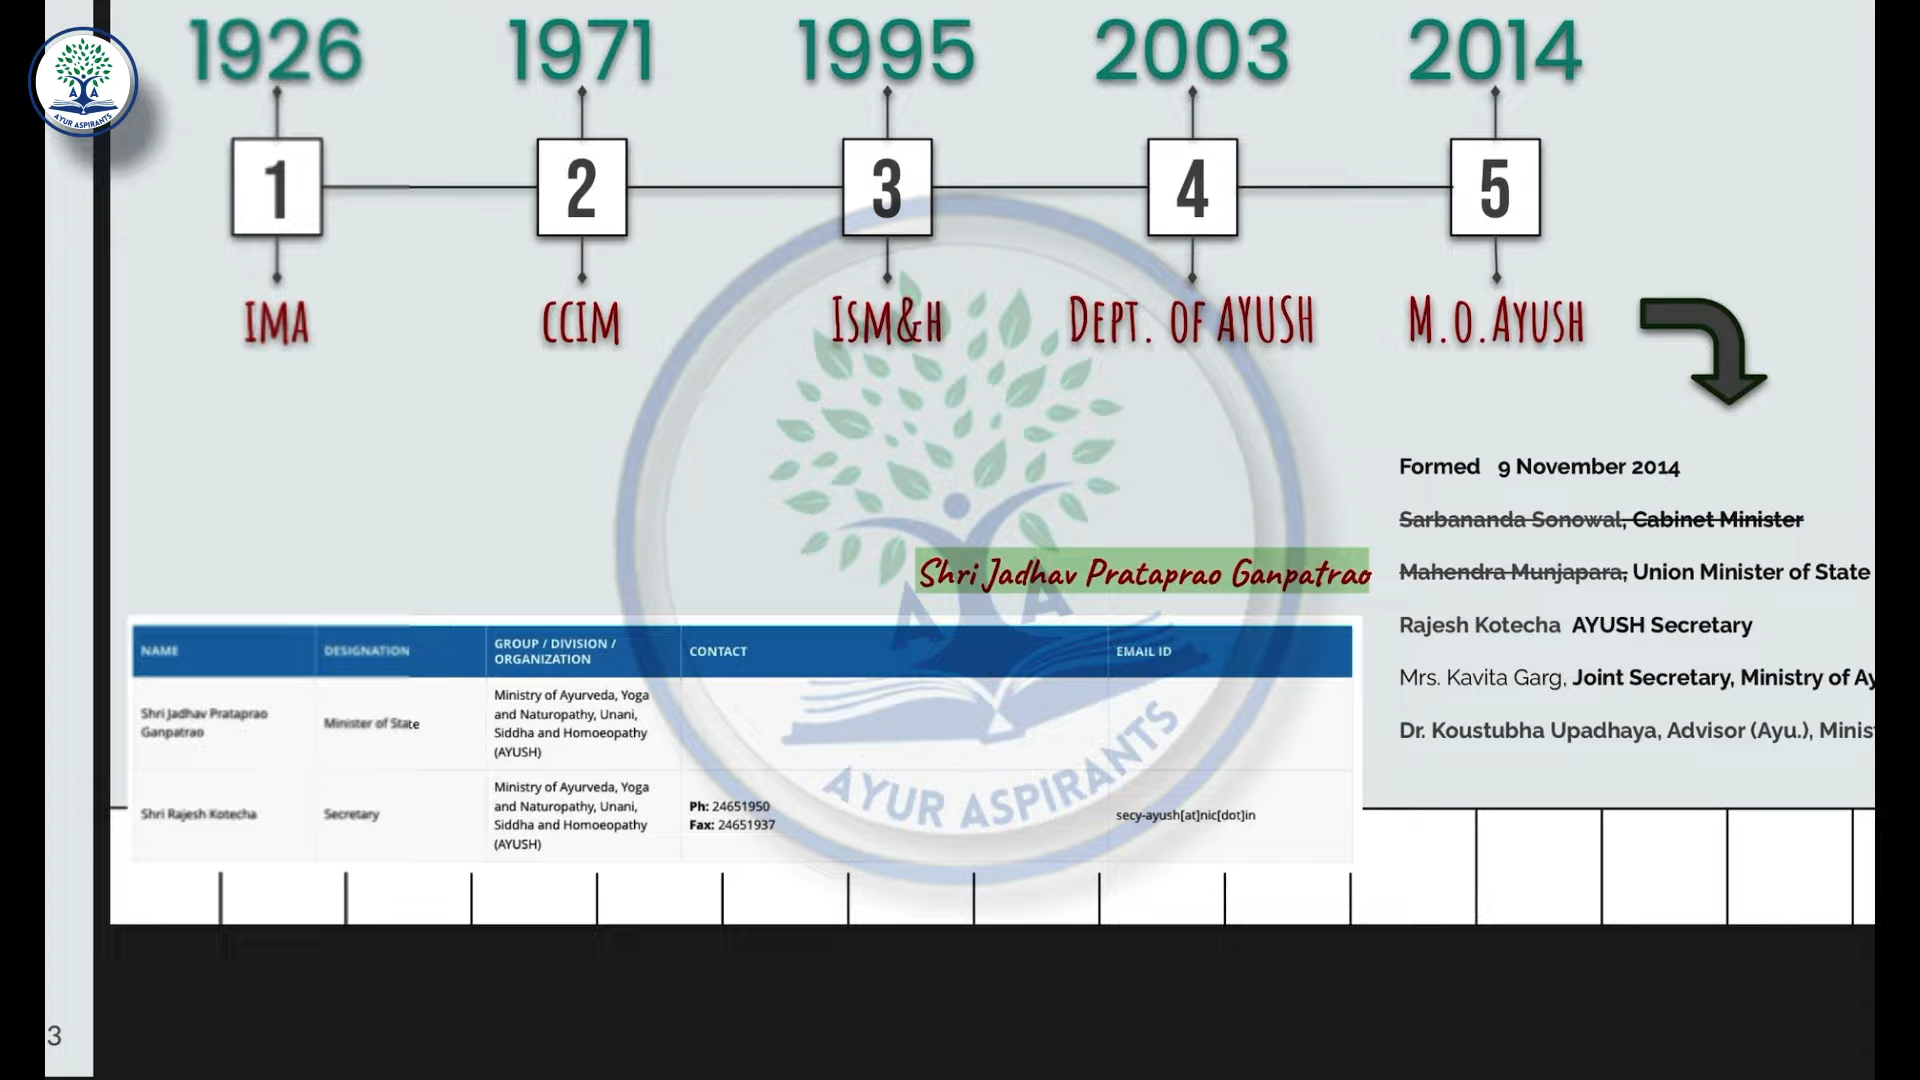 1926 1971 1995 2003 2014
AYUR ASPIRANTS
1 2 3 4 5
IMA CCIM ISM&H DEPT. OF AYUSH M.O.AYUSH
Formed 9 November 2014
Sarbananda Sonowal, Cabinet Minister
Shri Jadhav Prataprao Ganpatrao
Mahendra Munjapara, Union Minister of State
Rajesh Kotecha AYUSH Secretary
Mrs. Kavita Garg, Joint Secretary, Ministry of Ay
Dr. Koustubha Upadhaya, Advisor (Ayu.), Minis
NAME DESIGNATION GROUP / DIVISION /
ORGANIZATION CONTACT EMAIL ID
Shri Jadhav Prataprao
Ganpatrao
Minister of State
Ministry of Ayurveda, Yoga
and Naturopathy, Unani,
Siddha and Homoeopathy
(AYUSH)
Shri Rajesh Kotecha
Secretary
Ministry of Ayurveda, Yoga
and Naturopathy, Unani,
Siddha and Homoeopathy
(AYUSH)
Ph: 24651950
Fax: 24651937
secy-ayush[at]nic[dot]in
A A
AYUR ASPIRANTS
3